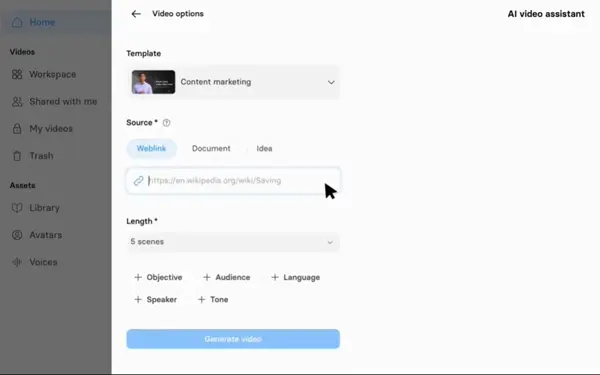 Home
Videos
Workspace
Shared with me
My videos
Trash
Assets
Library
Avatars
Voices
Video options
AI video assistant
Template
Content marketing
Source *
Weblink Document Idea
https://en.wikipedia.org/wiki/Saving
Length *
5 scenes
+ Objective + Audience + Language
+ Speaker + Tone
Generate video